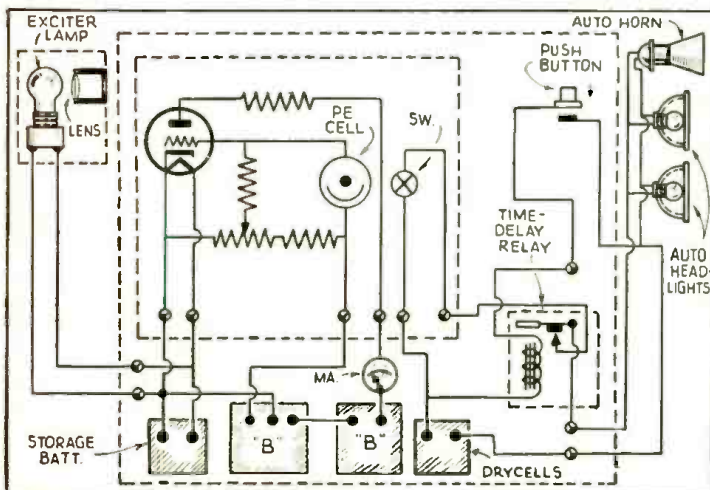 EXCITER
LAMP
LENS
PE
CELL
SW.
PUSH
BUTTON
AUTO HORN
TIME-
DELAY
RELAY
AUTO
HEAD-
LIGHTS
MA.
STORAGE
BATT.
"B"
"B"
DRYCELLS